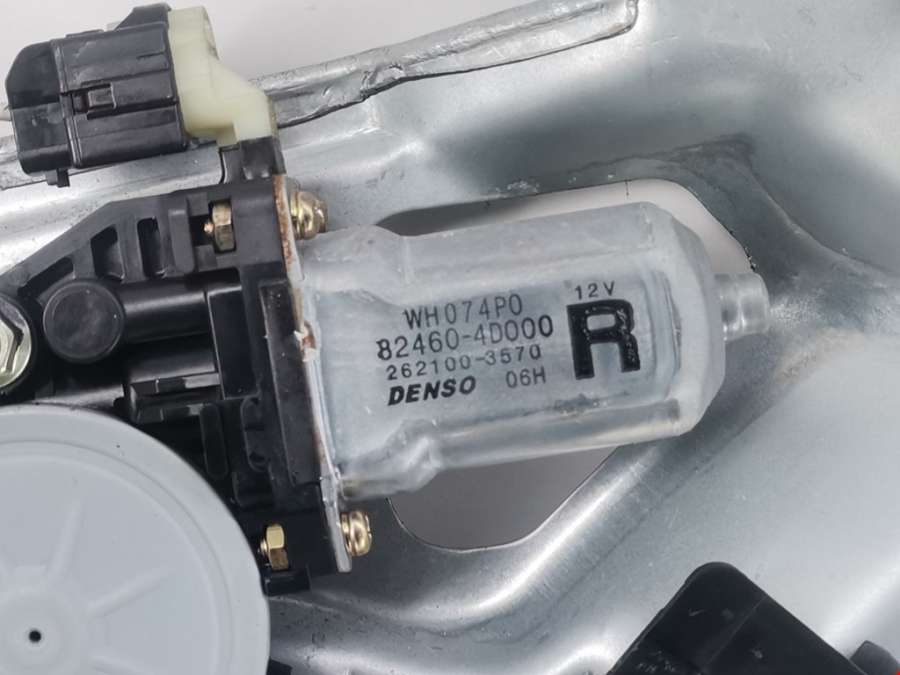 WH074P0
82460-4D000
262100-3570
DENSO 06H
12V
R